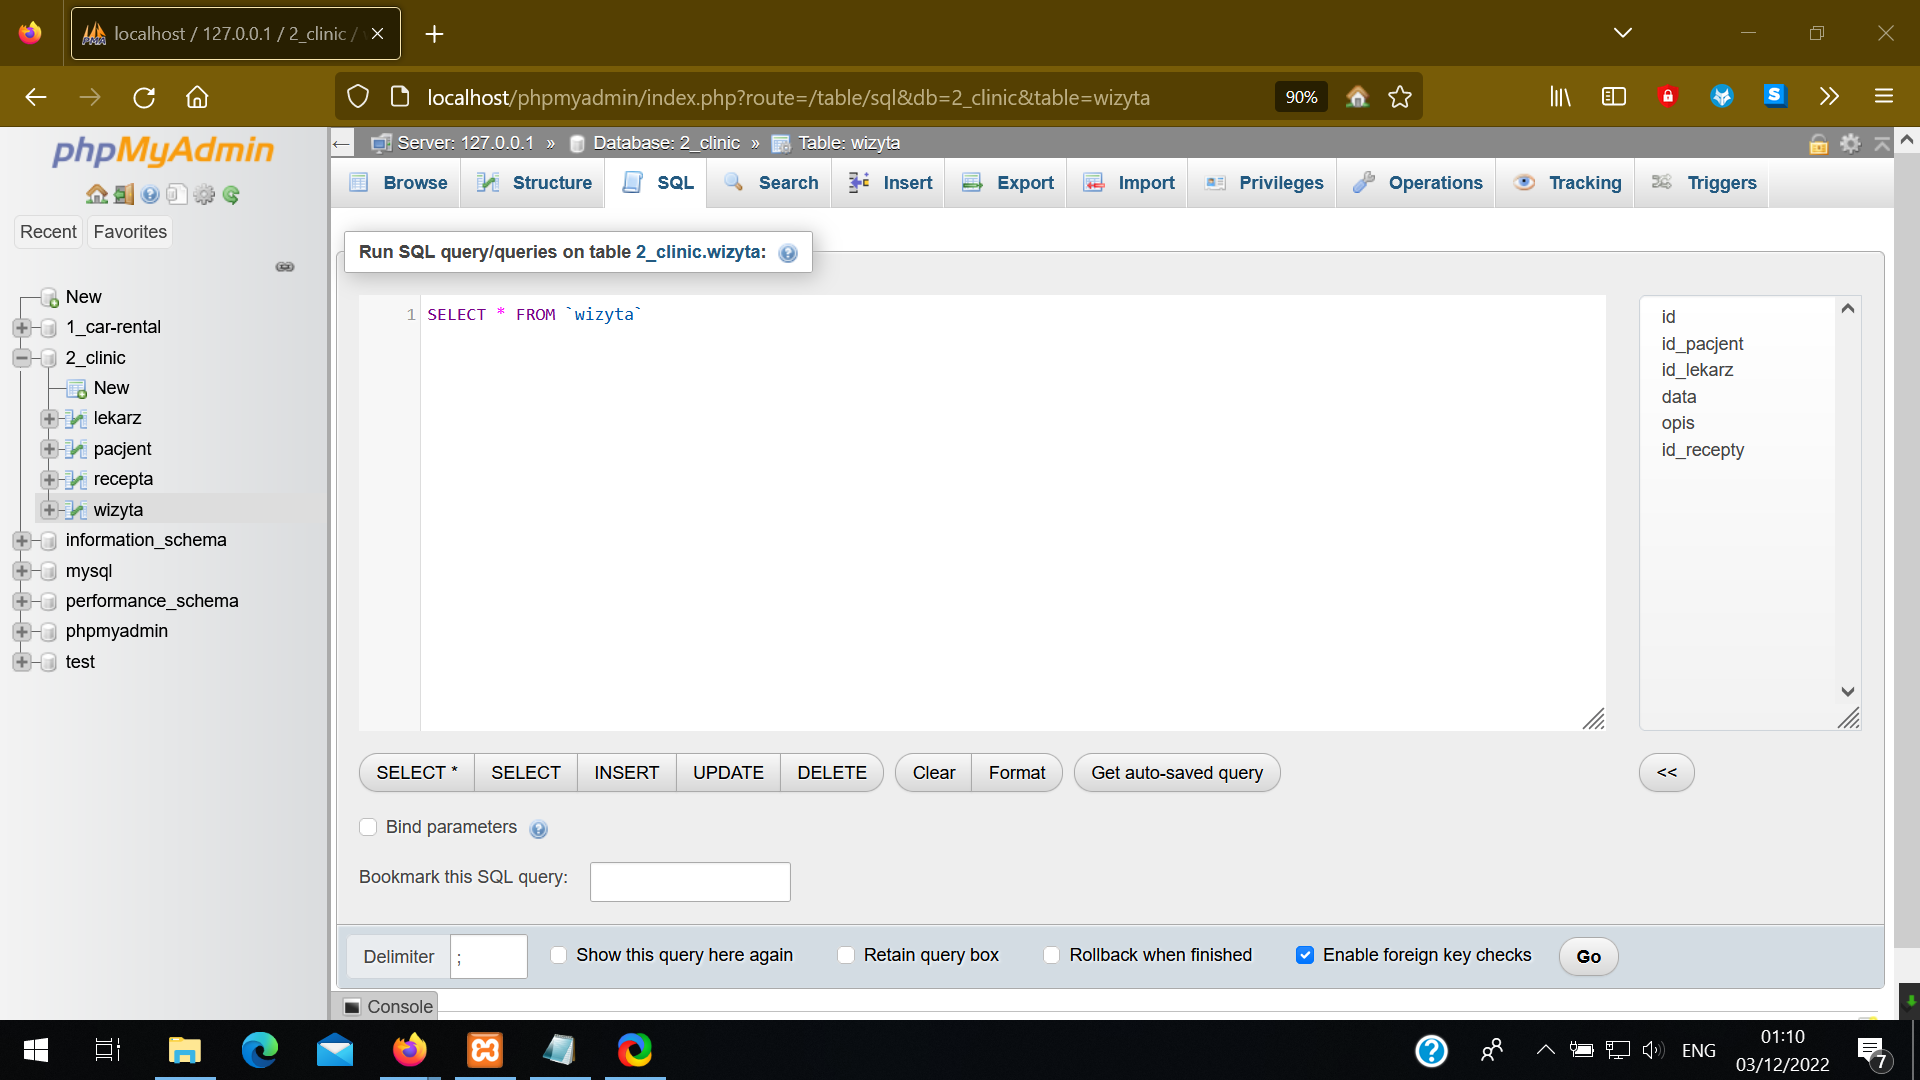 localhost / 127.0.0.1 / 2_clinic /
localhost/phpmyadmin/index.php?route=/table/sql&db=2_clinic&table=wizyta
90%
phpMyAdmin
Recent
Favorites
New
1_car-rental
2_clinic
New
lekarz
pacjent
recepta
wizyta
information_schema
mysql
performance_schema
phpmyadmin
test
Server: 127.0.0.1 » Database: 2_clinic » Table: wizyta
Browse
Structure
SQL
Search
Insert
Export
Import
Privileges
Operations
Tracking
Triggers
Run SQL query/queries on table 2_clinic.wizyta:
1 SELECT * FROM `wizyta`
id
id_pacjent
id_lekarz
data
opis
id_recepty
SELECT *
SELECT
INSERT
UPDATE
DELETE
Clear
Format
Get auto-saved query
<<
Bind parameters
Bookmark this SQL query:
Delimiter ;
Show this query here again
Retain query box
Rollback when finished
Enable foreign key checks
Go
Console
ENG
01:10
03/12/2022
7